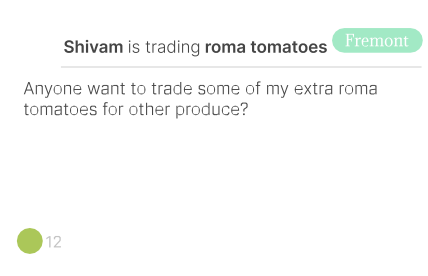 Shivam is trading roma tomatoes Fremont
Anyone want to trade some of my extra roma
tomatoes for other produce?
12